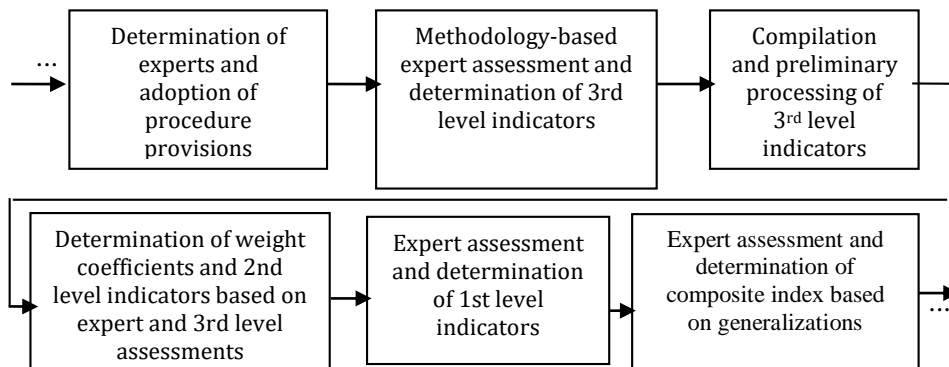 ...
Determination of
experts and
adoption of
procedure
provisions
Methodology-based
expert assessment and
determination of 3rd
level indicators
Compilation
and preliminary
processing of
3rd level
indicators
Determination of weight
coefficients and 2nd
level indicators based on
expert and 3rd level
assessments
Expert assessment
and determination
of 1st level
indicators
Expert assessment and
determination of
composite index based
on generalizations
...